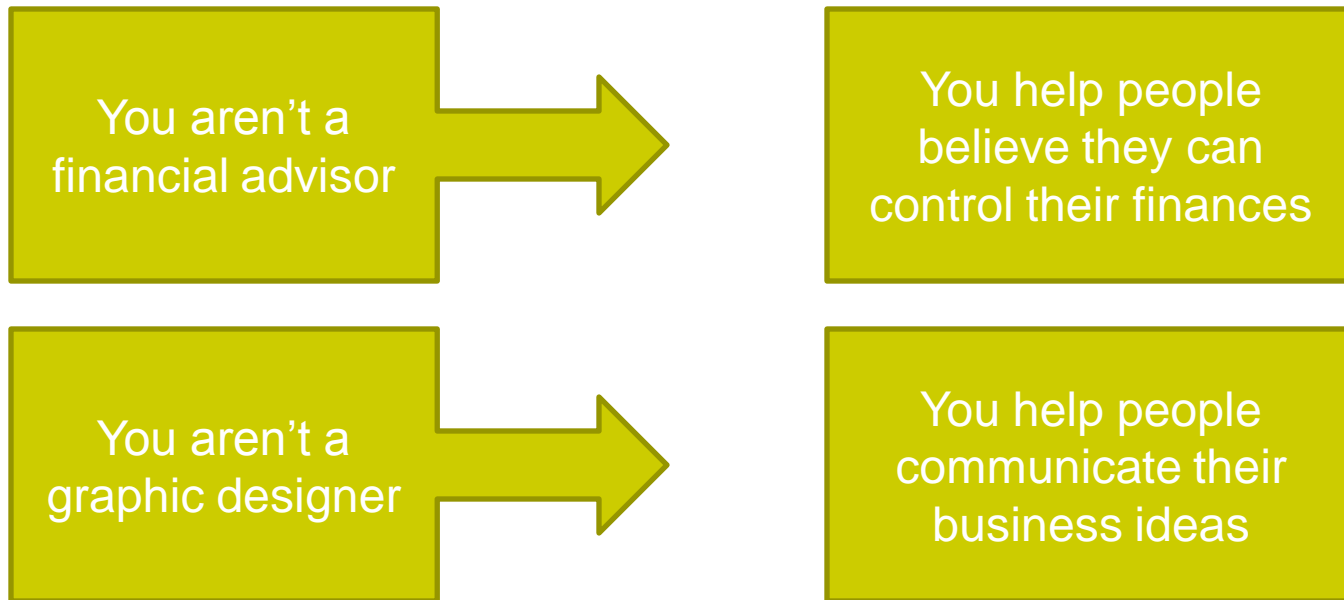 You aren’t a
financial advisor
You help people
believe they can
control their finances
You aren’t a
graphic designer
You help people
communicate their
business ideas